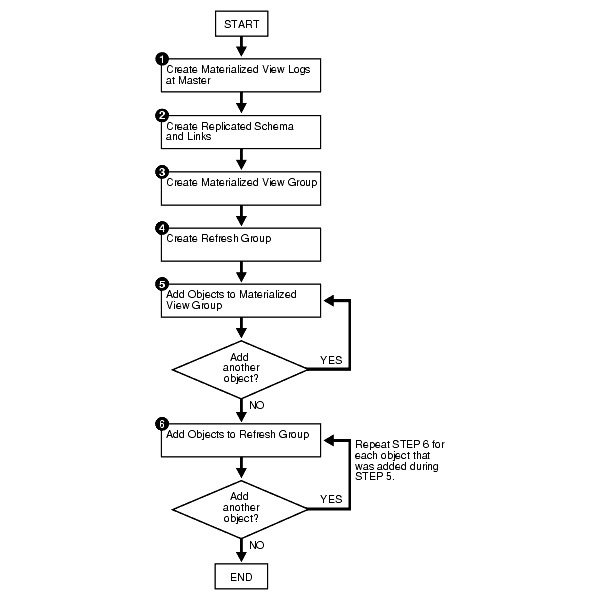 START
1
Create Materialized View Logs
at Master
2
Create Replicated Schema
and Links
3
Create Materialized View Group
4
Create Refresh Group
5
Add Objects to Materialized
View Group
Add
another
object?
YES
NO
6
Add Objects to Refresh Group
Repeat STEP 6 for
each object that
was added during
STEP 5.
Add
another
object?
YES
NO
END